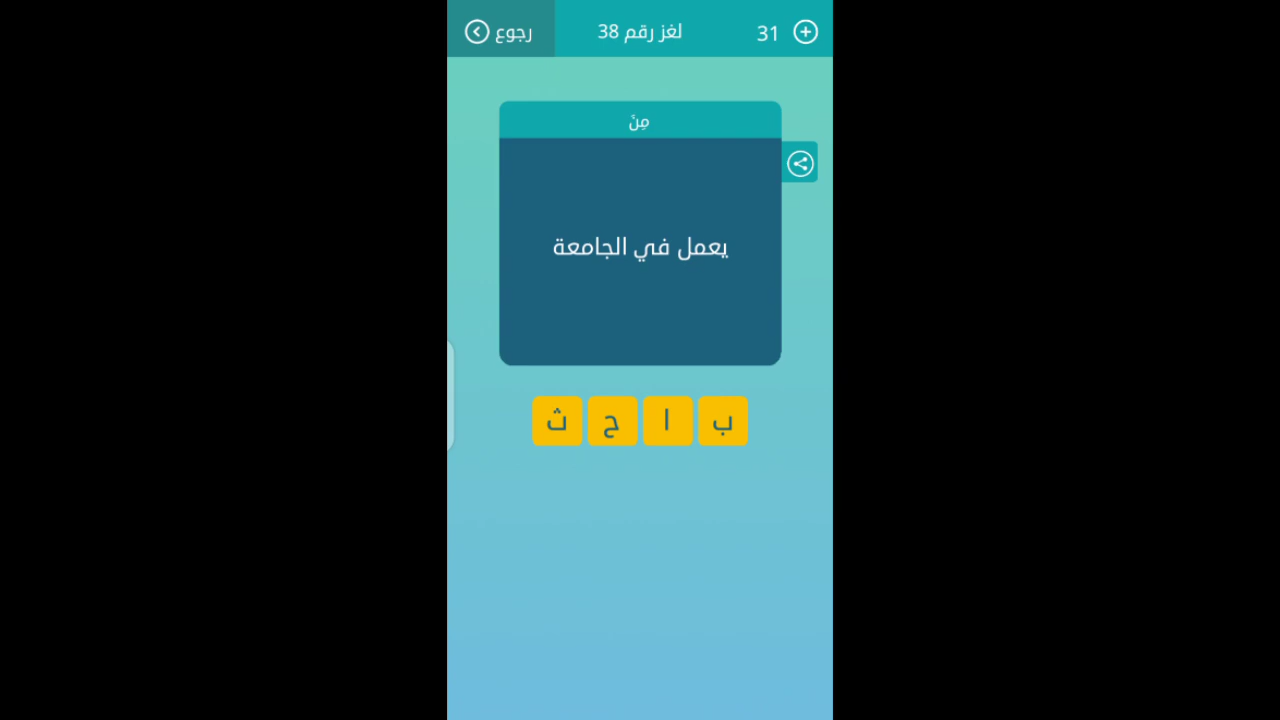 31
لغز رقم 38
رجوع
مِنَ
يعمل في الجامعة
ب ا ح ث